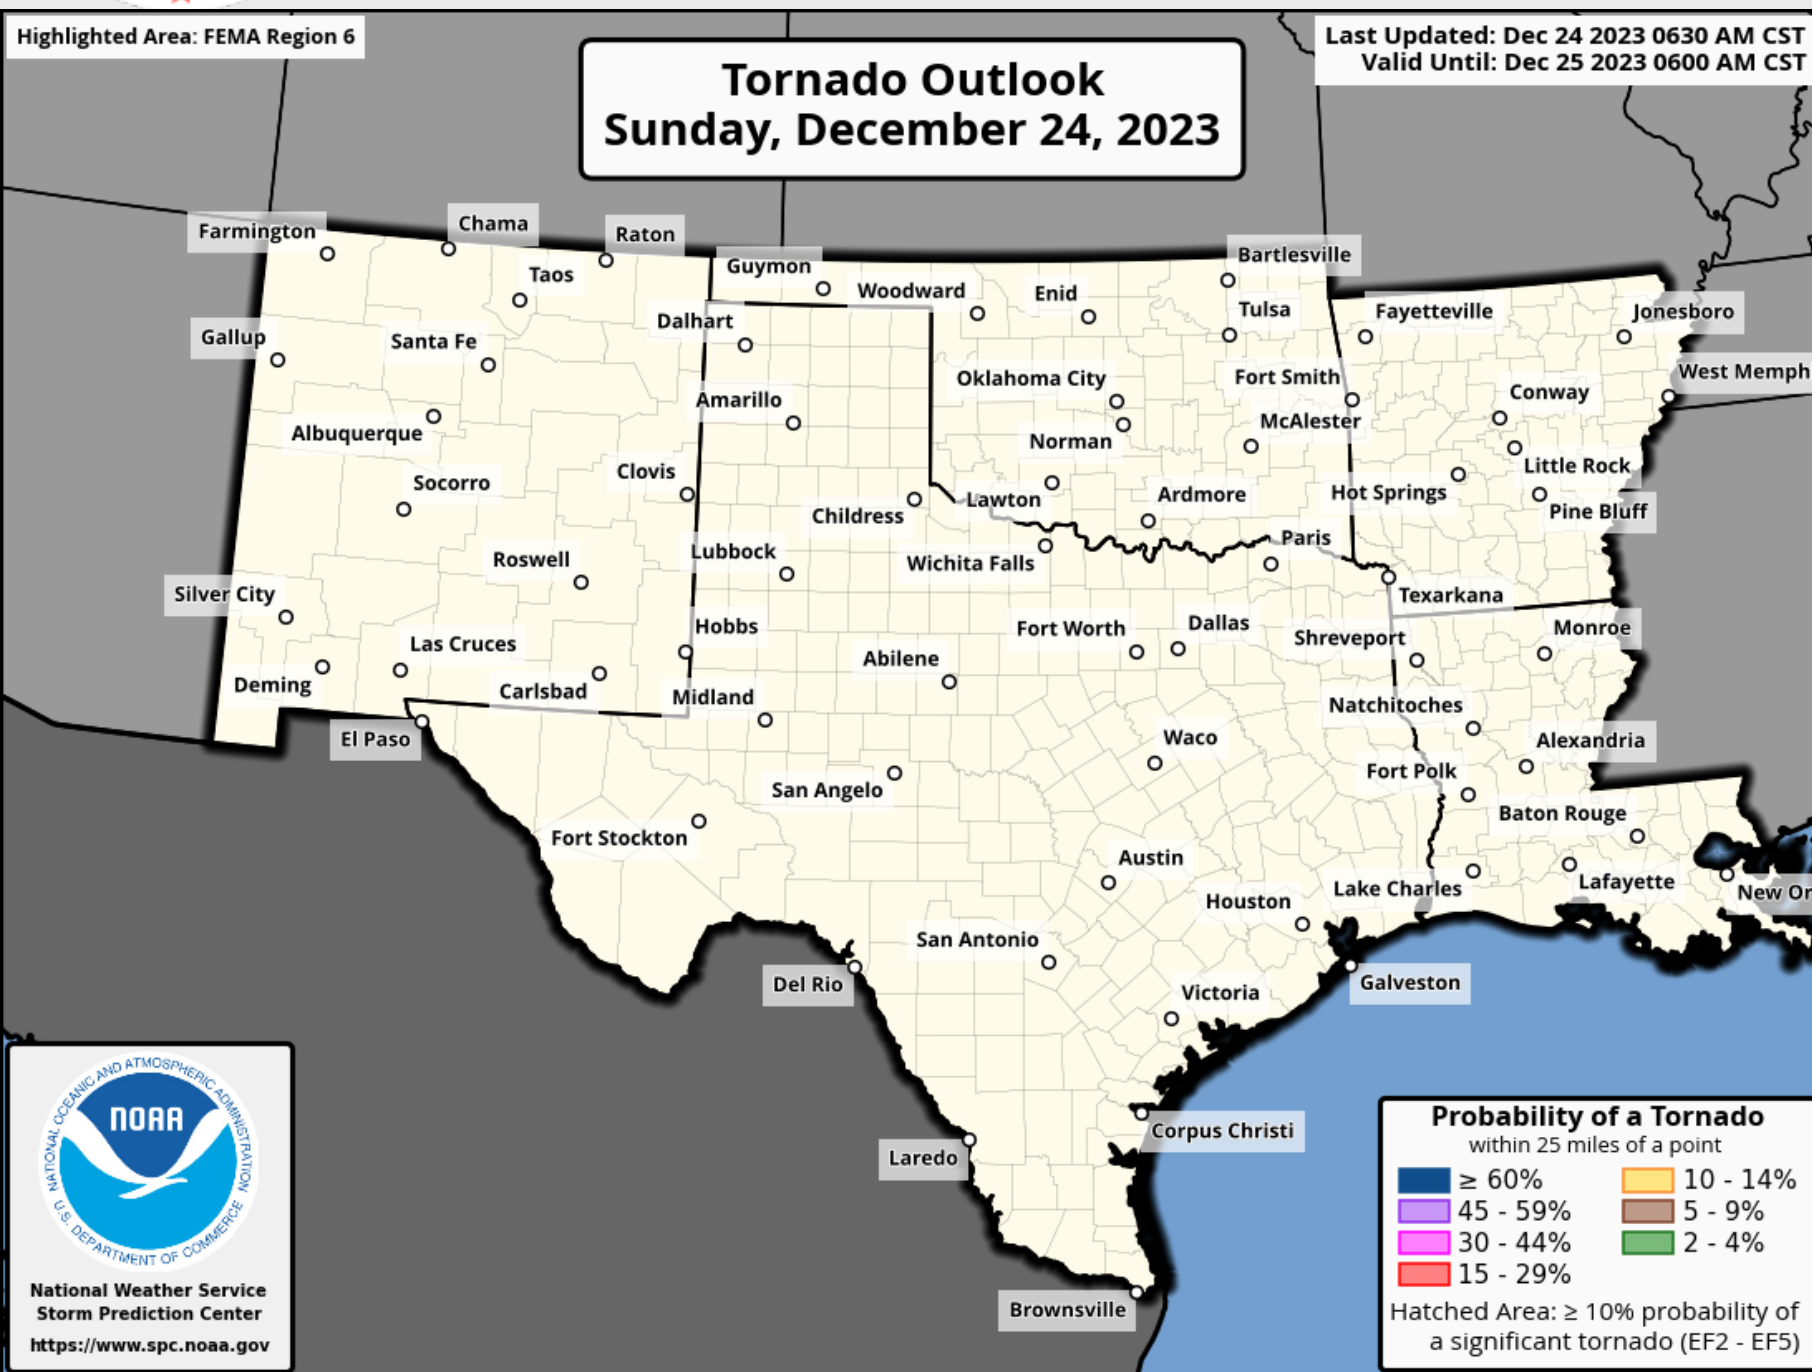 Highlighted Area: FEMA Region 6
Tornado Outlook
Sunday, December 24, 2023
Last Updated: Dec 24 2023 0630 AM CST
Valid Until: Dec 25 2023 0600 AM CST
Farmington
Chama
Raton
Taos
Guymon
Woodward
Enid
Bartlesville
Tulsa
Fayetteville
Jonesboro
Gallup
Santa Fe
Dalhart
Oklahoma City
Fort Smith
West Memph
Conway
Amarillo
Albuquerque
Norman
McAlester
Little Rock
Socorro
Clovis
Childress
Lawton
Ardmore
Hot Springs
Pine Bluff
Roswell
Lubbock
Wichita Falls
Paris
Silver City
Texarkana
Hobbs
Las Cruces
Fort Worth
Dallas
Shreveport
Monroe
Abilene
Deming
Carlsbad
Midland
Natchitoches
El Paso
Waco
Alexandria
San Angelo
Fort Polk
Fort Stockton
Baton Rouge
Austin
Lake Charles
Lafayette
New Or
Houston
San Antonio
Del Rio
Galveston
Victoria
Corpus Christi
Laredo
Brownsville
NATIONAL OCEANIC AND ATMOSPHERIC ADMINISTRATION
NOAA
U.S. DEPARTMENT OF COMMERCE
National Weather Service
Storm Prediction Center
https://www.spc.noaa.gov
Probability of a Tornado
within 25 miles of a point
≥ 60%
10 - 14%
45 - 59%
5 - 9%
30 - 44%
2 - 4%
15 - 29%
Hatched Area: ≥ 10% probability of
a significant tornado (EF2 - EF5)